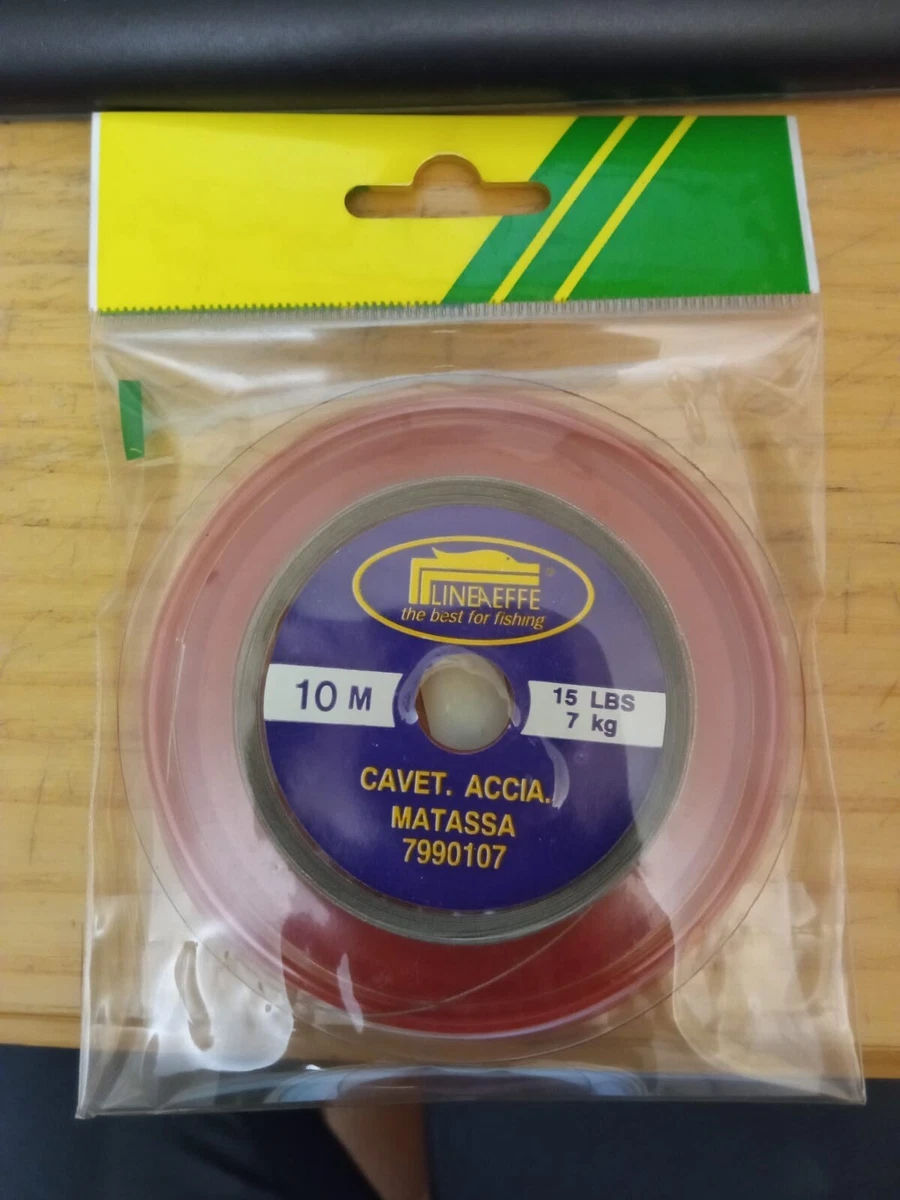 LINEAEFFE
®
the best for fishing
10 M
15 LBS
7 kg
CAVET. ACCIA.
MATASSA
7990107